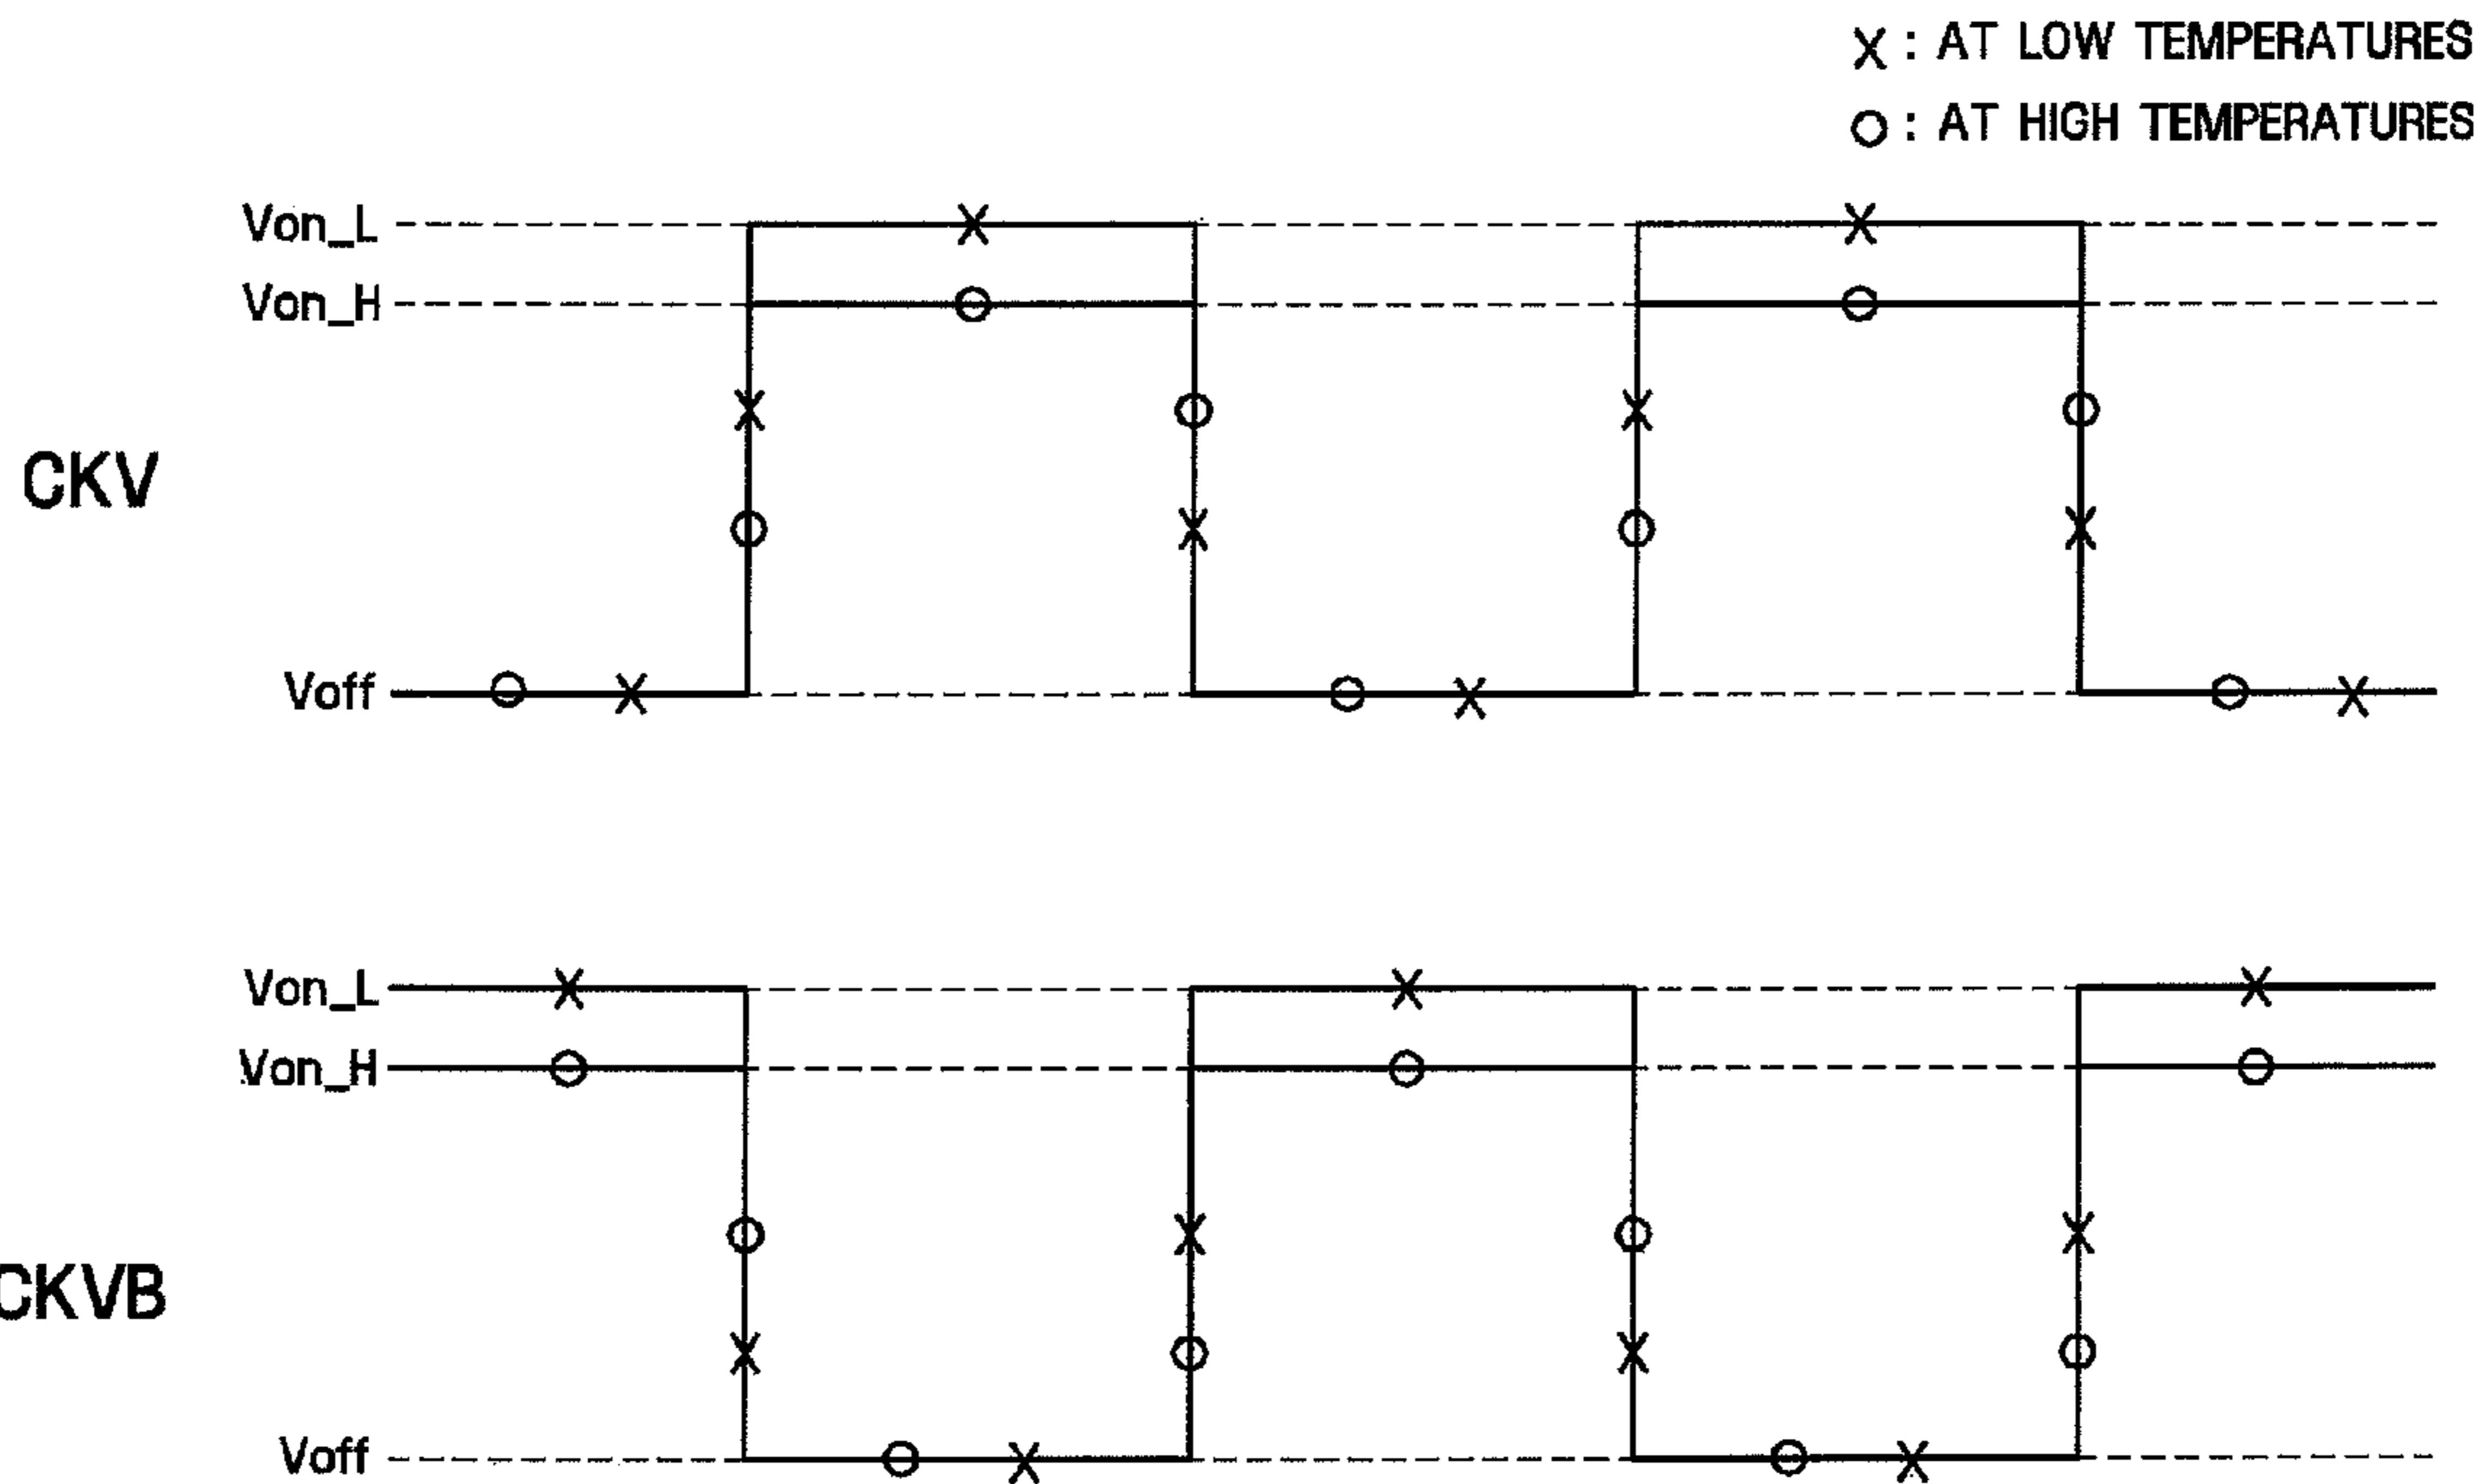 X : AT LOW TEMPERATURES
O : AT HIGH TEMPERATURES
Von_L
Von_H
CKV
Voff
Von_L
Von_H
CKVB
Voff